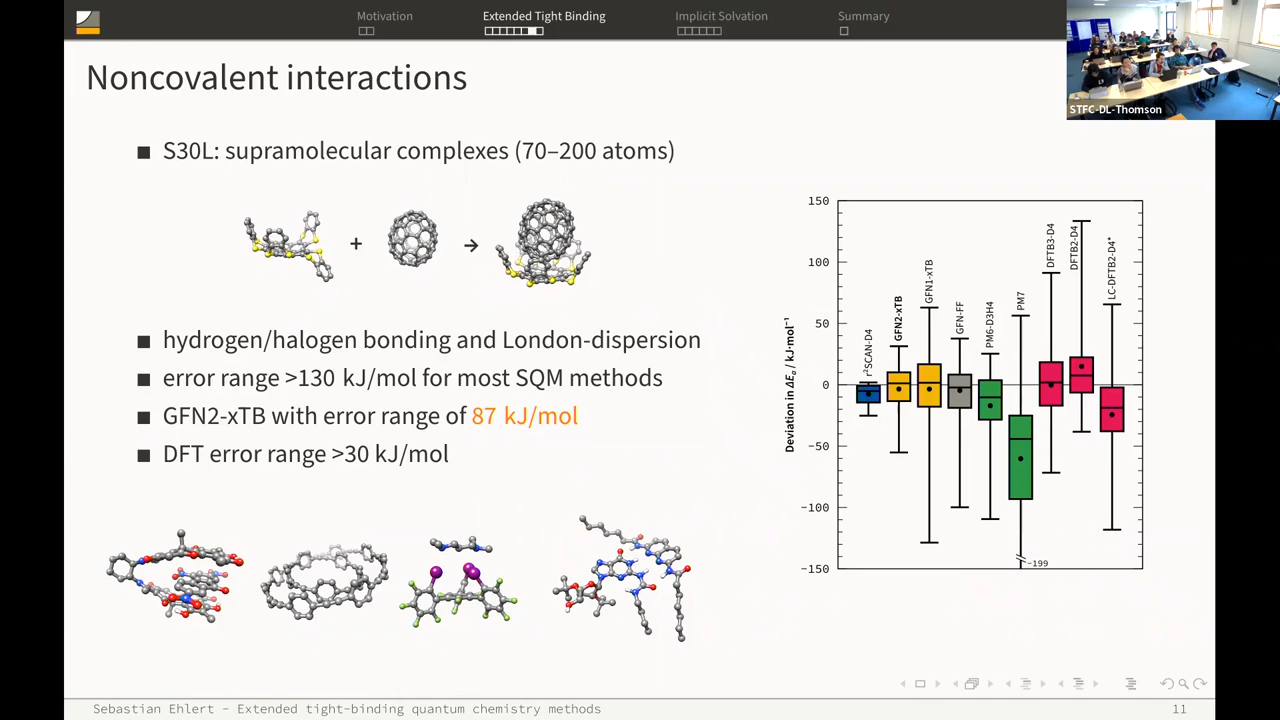 Motivation
Extended Tight Binding
Implicit Solvation
Summary
STFC-DL-Thomson
Noncovalent interactions
S30L: supramolecular complexes (70–200 atoms)
+
→
hydrogen/halogen bonding and London-dispersion
error range >130 kJ/mol for most SQM methods
GFN2-xTB with error range of 87 kJ/mol
DFT error range >30 kJ/mol
Deviation in ΔEₐ / kJ·mol⁻¹
150
100
50
0
−50
−100
−150
r²SCAN-D4
GFN2-xTB
GFN1-xTB
GFN-FF
PM6-D3H4
PM7
DFTB3-D4
DFTB2-D4
LC-DFTB2-D4*
−199
Sebastian Ehlert – Extended tight-binding quantum chemistry methods
11